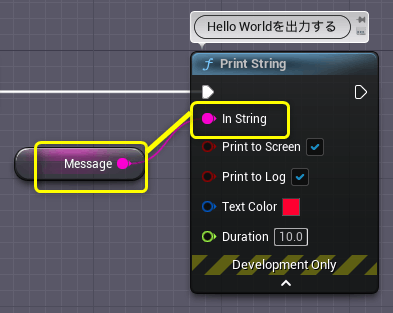 Hello Worldを出力する
Print String
In String
Message
Print to Screen
Print to Log
Text Color
Duration 10.0
Development Only